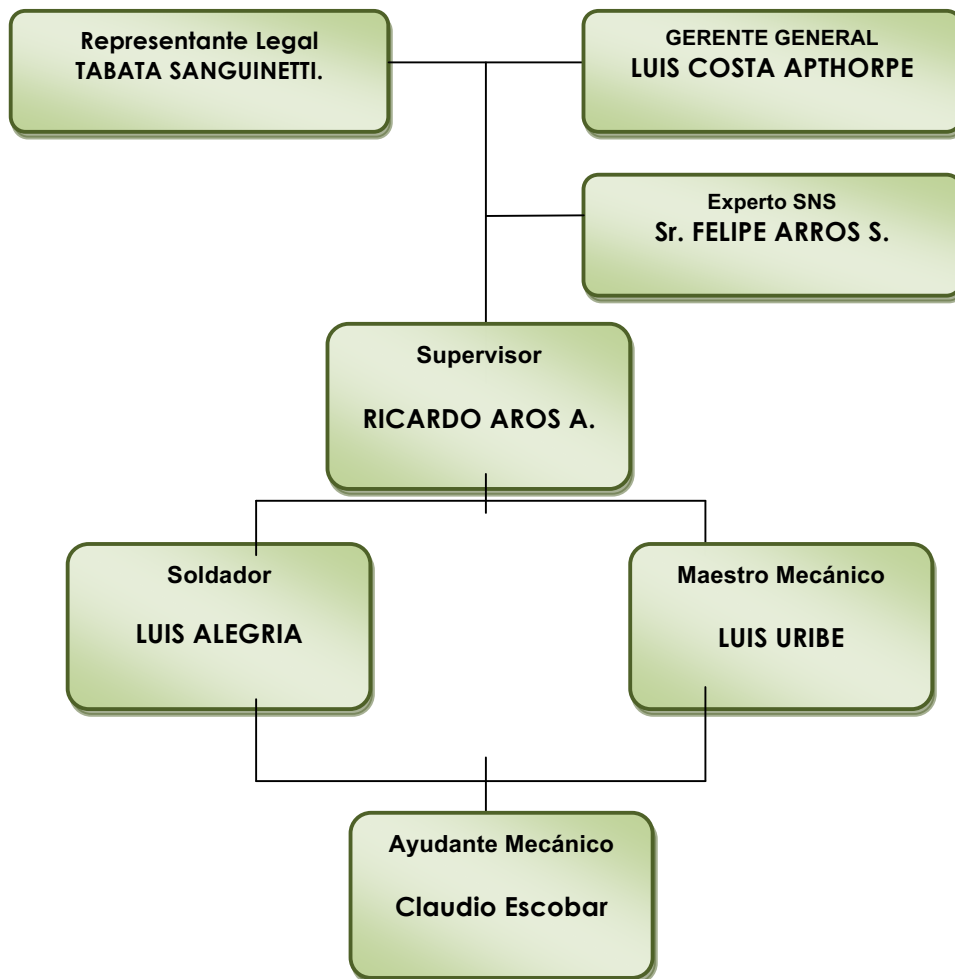 Representante Legal
TABATA SANGUINETTI.
GERENTE GENERAL
LUIS COSTA APTHORPE
Experto SNS
Sr. FELIPE ARROS S.
Supervisor
RICARDO AROS A.
Soldador
LUIS ALEGRIA
Maestro Mecánico
LUIS URIBE
Ayudante Mecánico
Claudio Escobar